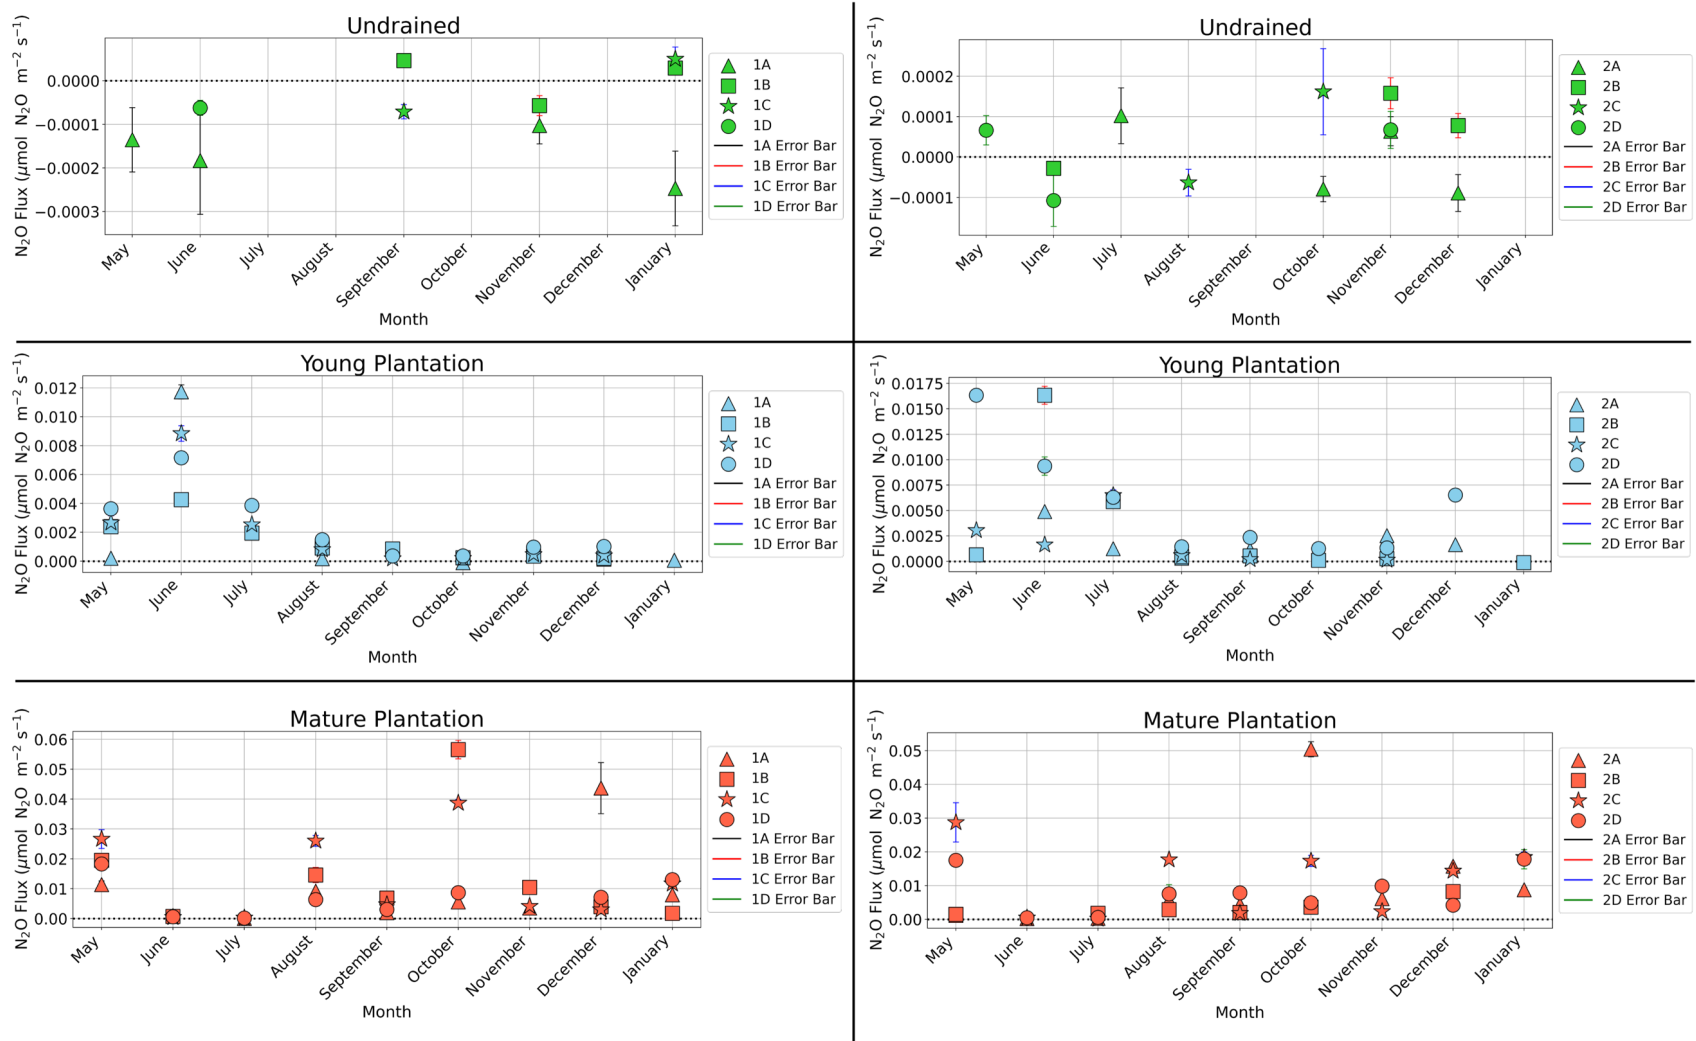 Undrained
N₂O Flux (μmol N₂O m⁻² s⁻¹)
0.0000
−0.0001
−0.0002
−0.0003
May
June
July
August
September
October
November
December
January
Month
1A
1B
1C
1D
1A Error Bar
1B Error Bar
1C Error Bar
1D Error Bar
Undrained
N₂O Flux (μmol N₂O m⁻² s⁻¹)
0.0002
0.0001
0.0000
−0.0001
May
June
July
August
September
October
November
December
January
Month
2A
2B
2C
2D
2A Error Bar
2B Error Bar
2C Error Bar
2D Error Bar
Young Plantation
N₂O Flux (μmol N₂O m⁻² s⁻¹)
0.012
0.010
0.008
0.006
0.004
0.002
0.000
May
June
July
August
September
October
November
December
January
Month
1A
1B
1C
1D
1A Error Bar
1B Error Bar
1C Error Bar
1D Error Bar
Young Plantation
N₂O Flux (μmol N₂O m⁻² s⁻¹)
0.0175
0.0150
0.0125
0.0100
0.0075
0.0050
0.0025
0.0000
May
June
July
August
September
October
November
December
January
Month
2A
2B
2C
2D
2A Error Bar
2B Error Bar
2C Error Bar
2D Error Bar
Mature Plantation
N₂O Flux (μmol N₂O m⁻² s⁻¹)
0.06
0.05
0.04
0.03
0.02
0.01
0.00
May
June
July
August
September
October
November
December
January
Month
1A
1B
1C
1D
1A Error Bar
1B Error Bar
1C Error Bar
1D Error Bar
Mature Plantation
N₂O Flux (μmol N₂O m⁻² s⁻¹)
0.05
0.04
0.03
0.02
0.01
0.00
May
June
July
August
September
October
November
December
January
Month
2A
2B
2C
2D
2A Error Bar
2B Error Bar
2C Error Bar
2D Error Bar